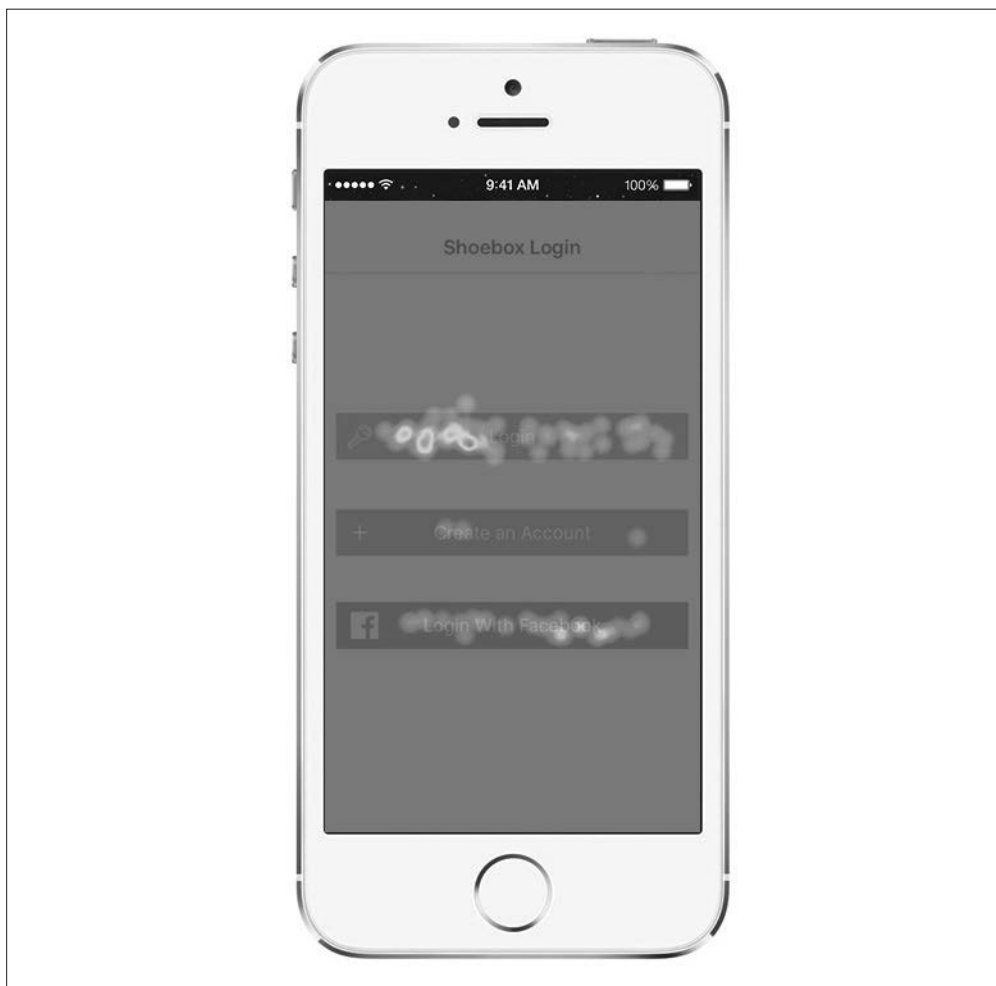 9:41 AM 100%
Shoebox Login
Login
+ Create an Account
f Login With Facebook